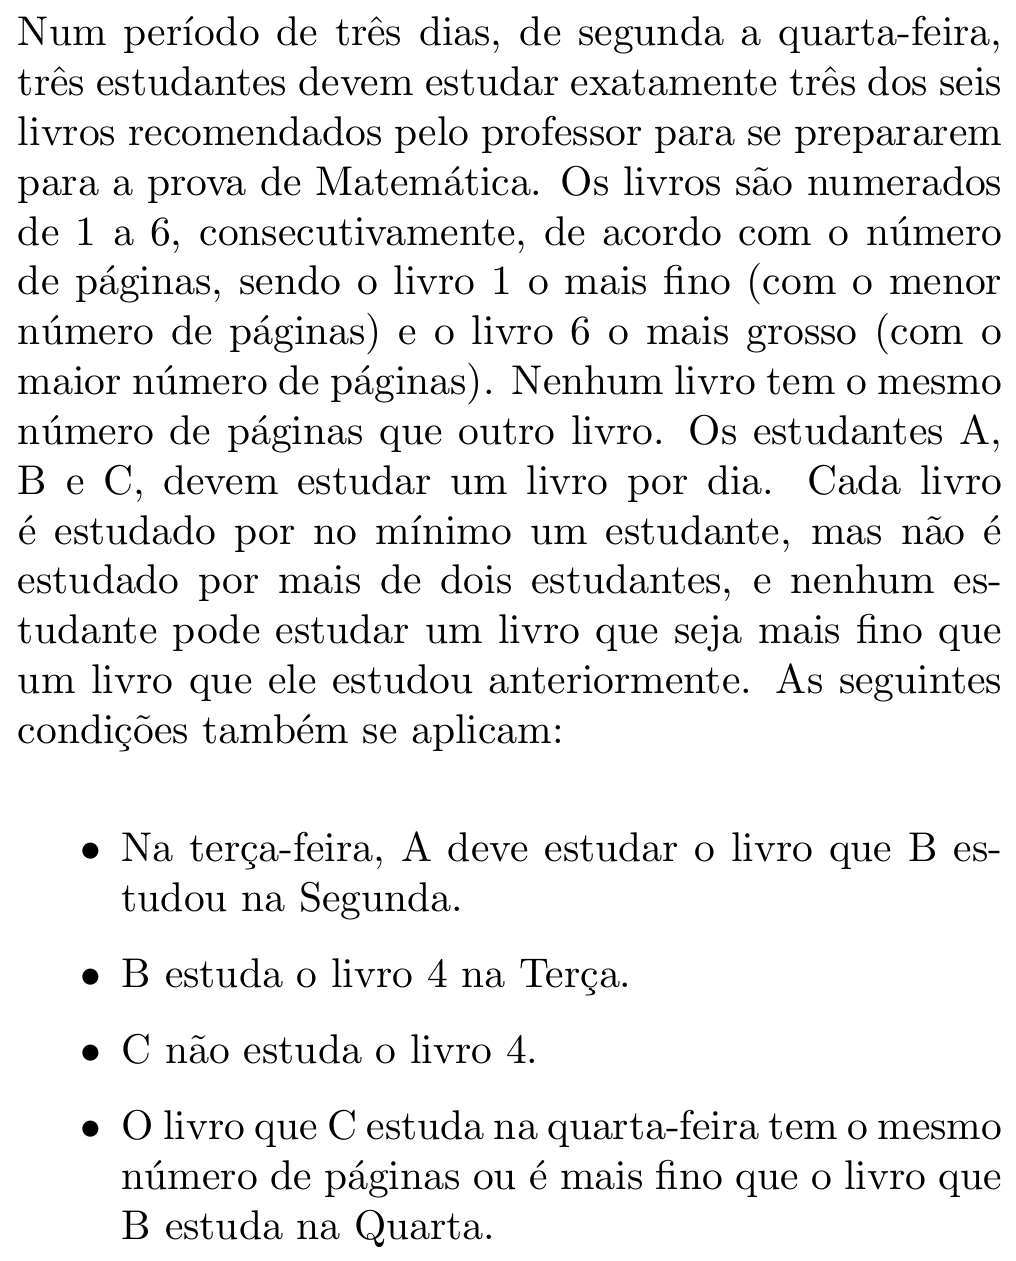 Num período de três dias, de segunda a quarta-feira,
três estudantes devem estudar exatamente três dos seis
livros recomendados pelo professor para se prepararem
para a prova de Matemática. Os livros são numerados
de 1 a 6, consecutivamente, de acordo com o número
de páginas, sendo o livro 1 o mais fino (com o menor
número de páginas) e o livro 6 o mais grosso (com o
maior número de páginas). Nenhum livro tem o mesmo
número de páginas que outro livro. Os estudantes A,
B e C, devem estudar um livro por dia. Cada livro
é estudado por no mínimo um estudante, mas não é
estudado por mais de dois estudantes, e nenhum es-
tudante pode estudar um livro que seja mais fino que
um livro que ele estudou anteriormente. As seguintes
condições também se aplicam:
• Na terça-feira, A deve estudar o livro que B es-
tudou na Segunda.
• B estuda o livro 4 na Terça.
• C não estuda o livro 4.
• O livro que C estuda na quarta-feira tem o mesmo
número de páginas ou é mais fino que o livro que
B estuda na Quarta.